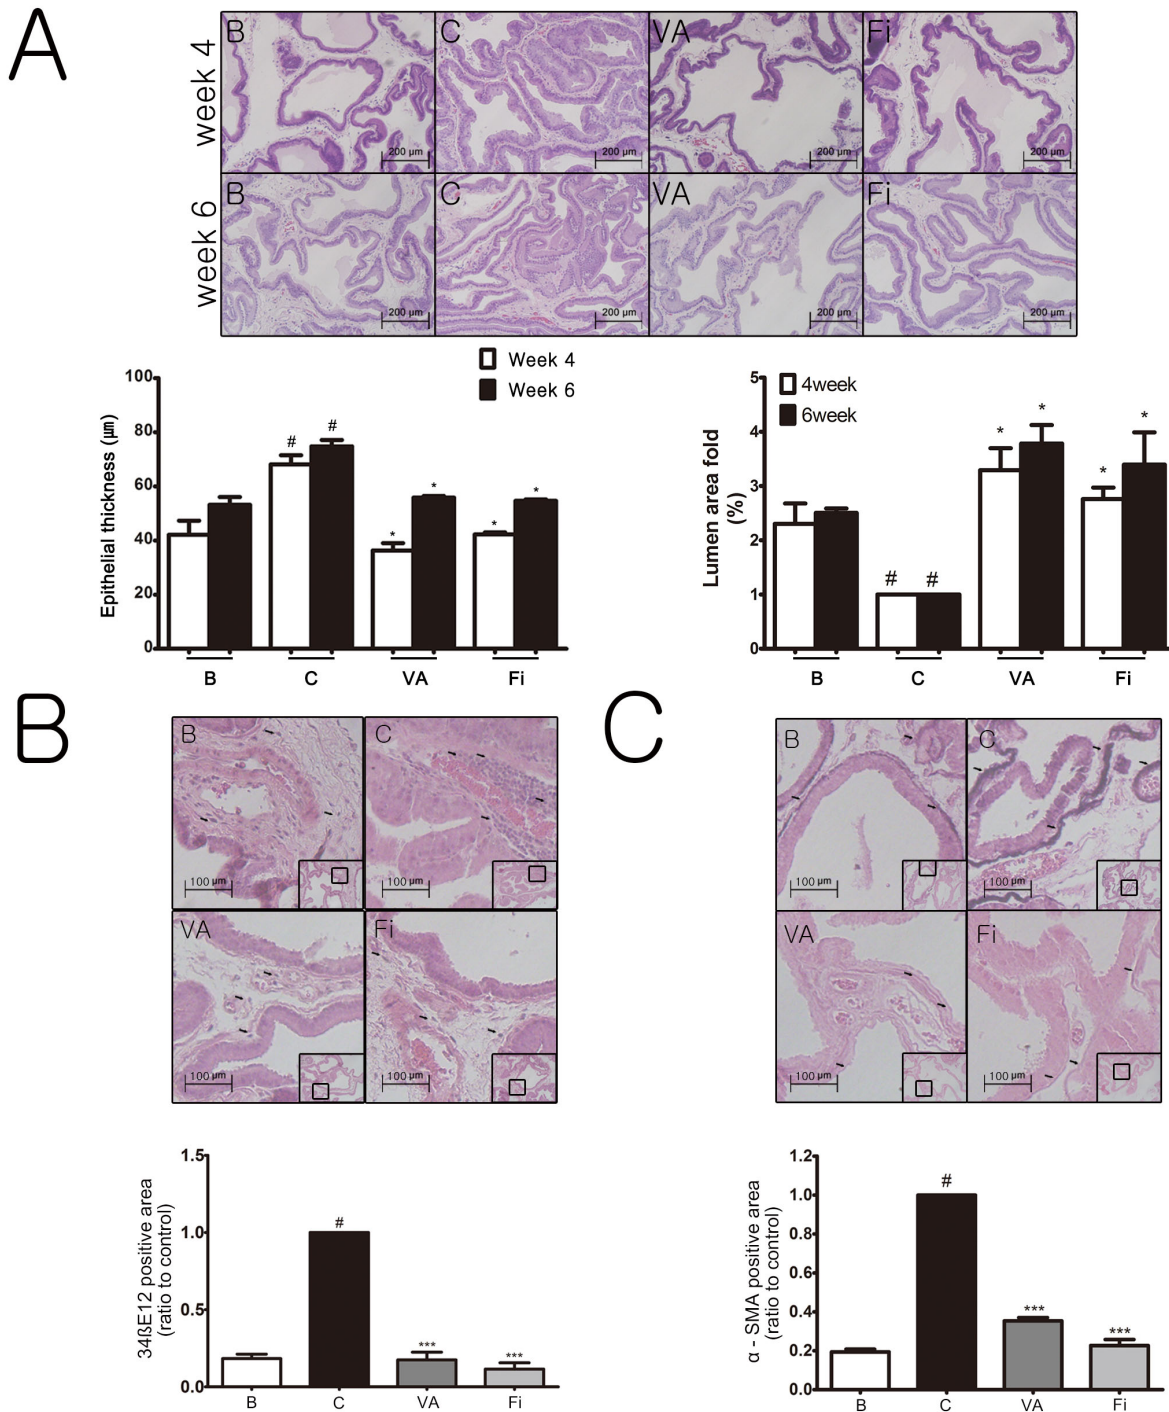 A
week 4
B
C
VA
Fi
200 μm
200 μm
200 μm
200 μm
week 6
B
C
VA
Fi
200 μm
200 μm
200 μm
200 μm
Week 4
Week 6
Epithelial thickness (μm)
100
80
60
40
20
0
#
#
*
*
*
*
B
C
VA
Fi
4week
6week
Lumen area fold
(%)
5
4
3
2
1
0
#
#
*
*
*
*
B
C
VA
Fi
B
B
C
100 μm
100 μm
VA
Fi
100 μm
100 μm
34ßE12 positive area
(ratio to control)
1.5
1.0
0.5
0.0
#
***
***
B
C
VA
Fi
C
B
C
100 μm
100 μm
VA
Fi
100 μm
100 μm
α - SMA positive area
(ratio to control)
1.2
1.0
0.8
0.6
0.4
0.2
0.0
#
***
***
B
C
VA
Fi